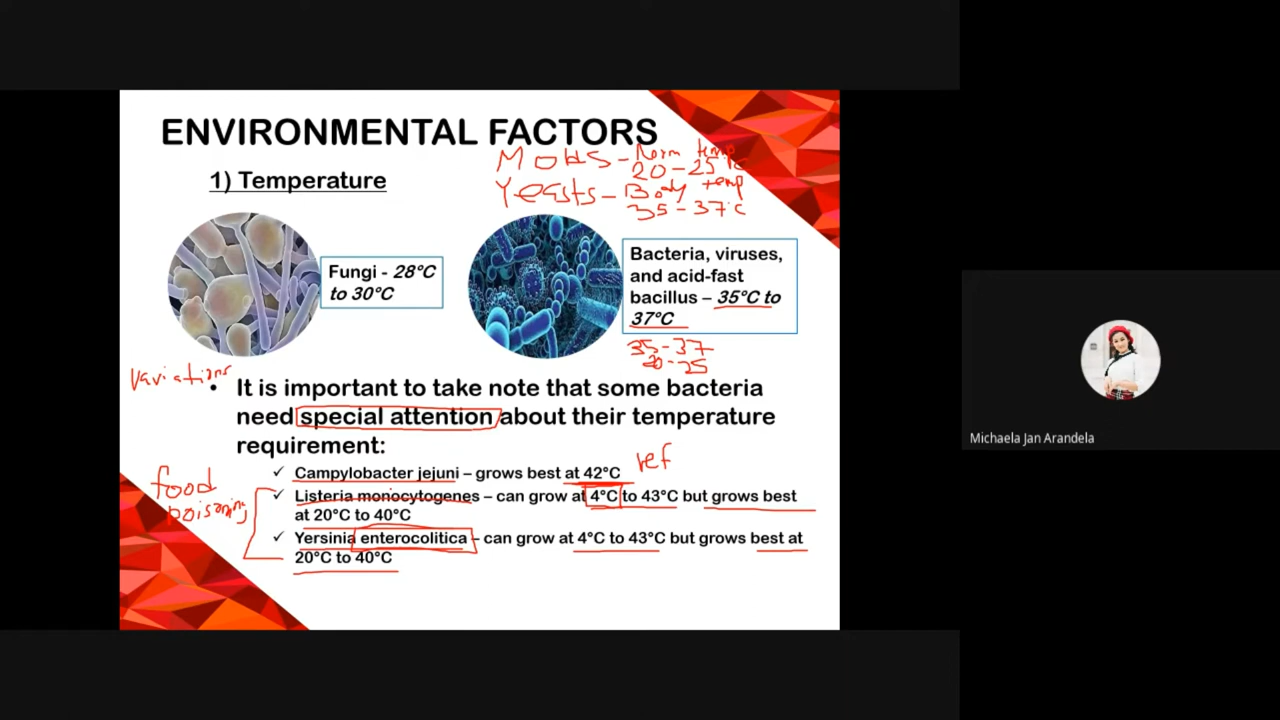 ENVIRONMENTAL FACTORS
Molds - Norm temp
20 - 25°C
Yeasts - Body temp
35 - 37°C
1) Temperature
Fungi - 28°C
to 30°C
Bacteria, viruses,
and acid-fast
bacillus – 35°C to
37°C
35 - 37
20 - 25
variations
• It is important to take note that some bacteria
need special attention about their temperature
requirement:
ref
food
poisoning
✓ Campylobacter jejuni – grows best at 42°C
✓ Listeria monocytogenes – can grow at 4°C to 43°C but grows best
at 20°C to 40°C
✓ Yersinia enterocolitica – can grow at 4°C to 43°C but grows best at
20°C to 40°C
Michaela Jan Arandela